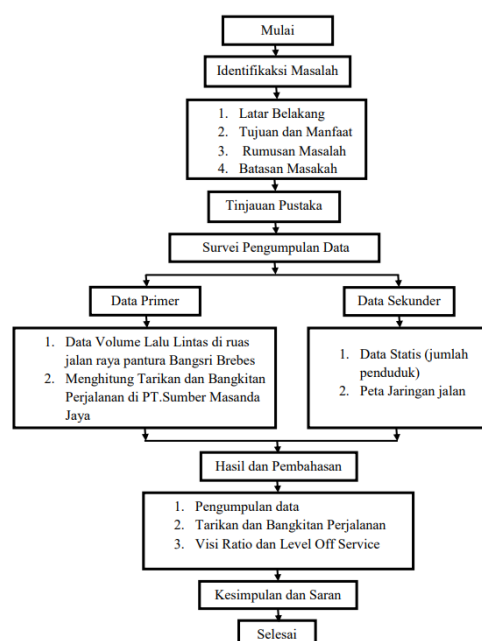 Mulai
Identifikaksi Masalah
1. Latar Belakang
2. Tujuan dan Manfaat
3. Rumusan Masalah
4. Batasan Masakah
Tinjauan Pustaka
Survei Pengumpulan Data
Data Primer
Data Sekunder
1. Data Volume Lalu Lintas di ruas
jalan raya pantura Bangsri Brebes
2. Menghitung Tarikan dan Bangkitan
Perjalanan di PT.Sumber Masanda
Jaya
1. Data Statis (jumlah
penduduk)
2. Peta Jaringan jalan
Hasil dan Pembahasan
1. Pengumpulan data
2. Tarikan dan Bangkitan Perjalanan
3. Visi Ratio dan Level Off Service
Kesimpulan dan Saran
Selesai